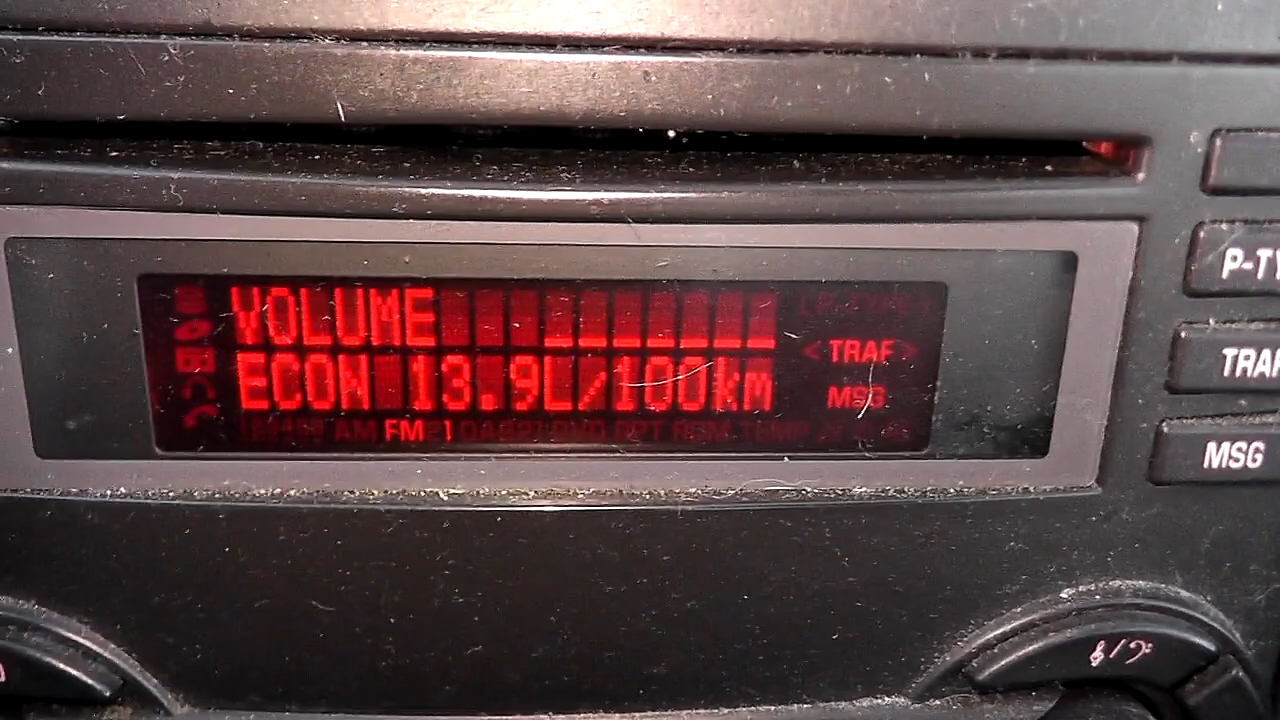 VOLUME
ECON 13.9L/100km
< TRAF >
MSG
AM FM 1
P-TY
TRAF
MSG